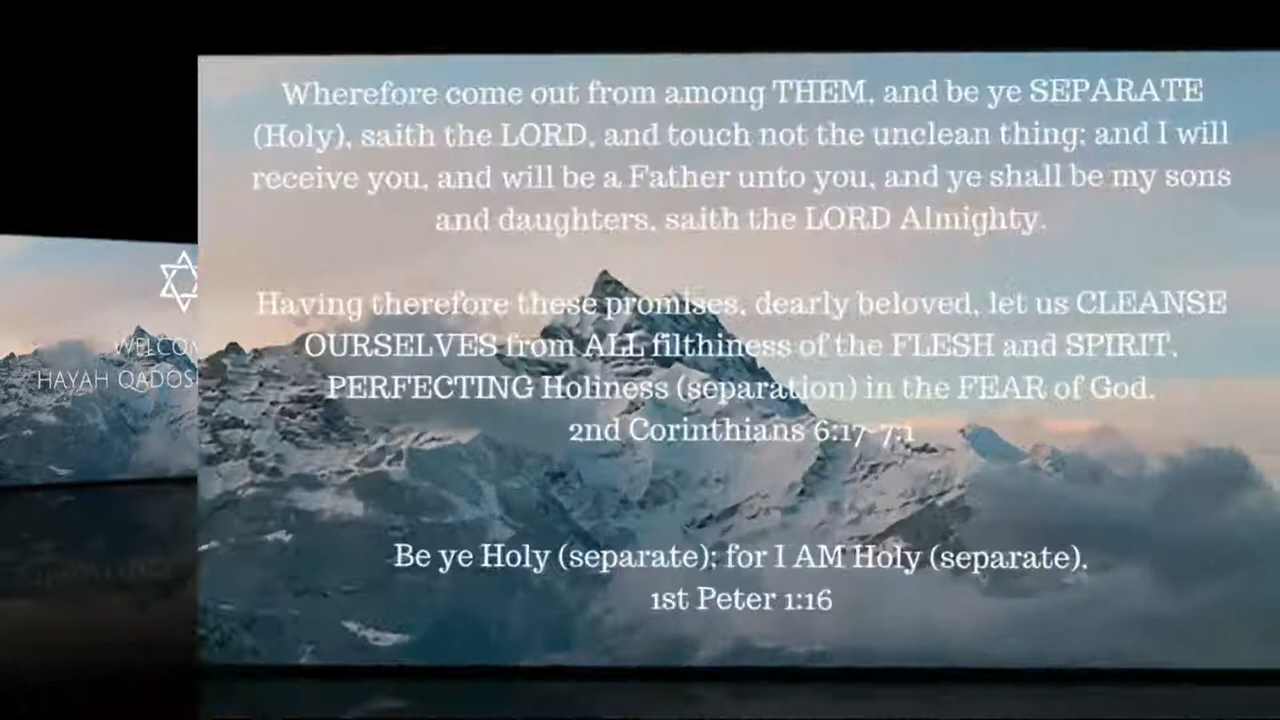 Wherefore come out from among THEM, and be ye SEPARATE
(Holy), saith the LORD, and touch not the unclean thing; and I will
receive you, and will be a Father unto you, and ye shall be my sons
and daughters, saith the LORD Almighty.
Having therefore these promises, dearly beloved, let us CLEANSE
OURSELVES from ALL filthiness of the FLESH and SPIRIT,
PERFECTING Holiness (separation) in the FEAR of God.
2nd Corinthians 6:17-7:1
Be ye Holy (separate); for I AM Holy (separate).
1st Peter 1:16
WELCOM
HAYAH QADOS